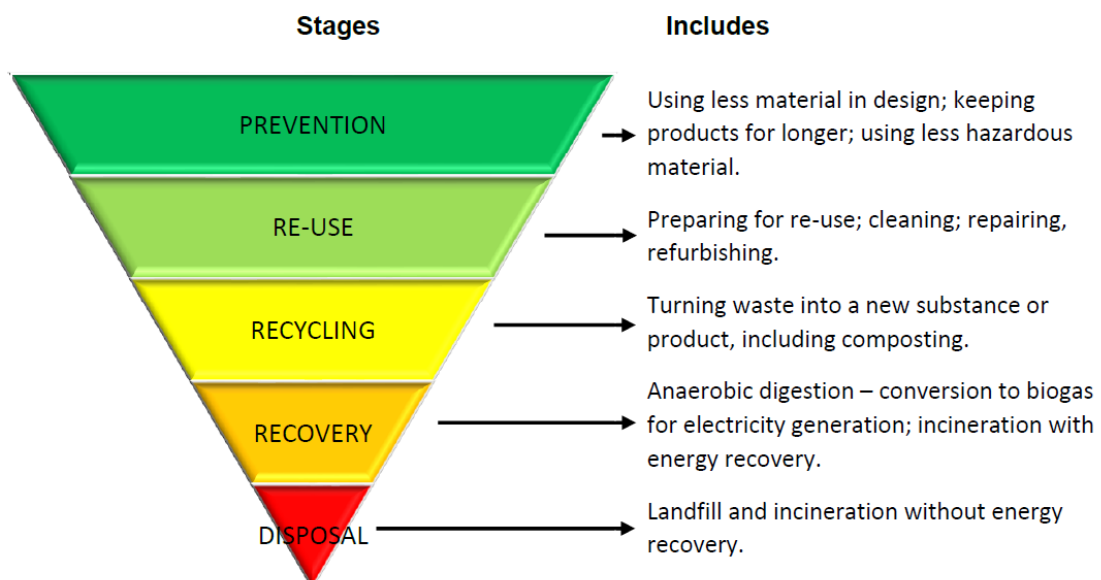 Stages
Includes
PREVENTION
Using less material in design; keeping
products for longer; using less hazardous
material.
RE-USE
Preparing for re-use; cleaning; repairing,
refurbishing.
RECYCLING
Turning waste into a new substance or
product, including composting.
RECOVERY
Anaerobic digestion – conversion to biogas
for electricity generation; incineration with
energy recovery.
DISPOSAL
Landfill and incineration without energy
recovery.